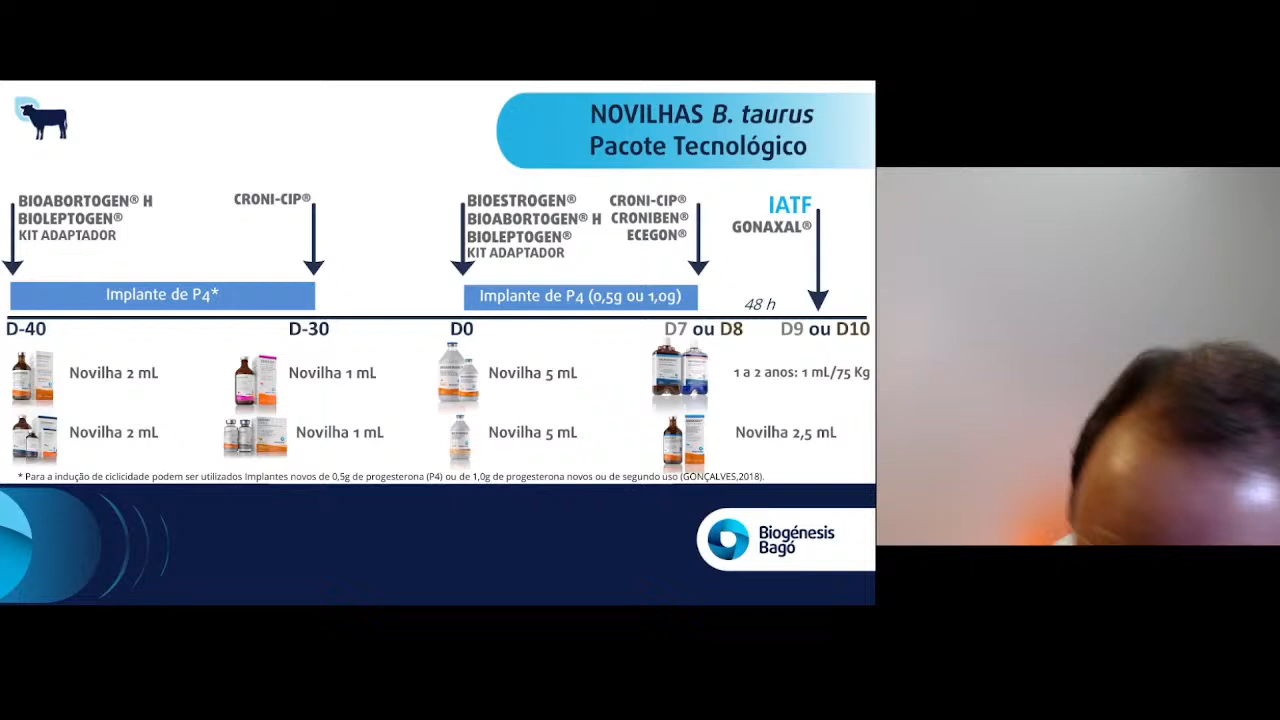 NOVILHAS B. taurus
Pacote Tecnológico
BIOABORTOGEN® H
BIOLEPTOGEN®
KIT ADAPTADOR
CRONI-CIP®
BIOESTROGEN®
BIOABORTOGEN® H
BIOLEPTOGEN®
KIT ADAPTADOR
CRONI-CIP®
CRONIBEN®
ECEGON®
IATF
GONAXAL®
Implante de P4*
Implante de P4 (0,5g ou 1,0g)
48 h
D-40
D-30
D0
D7 ou D8
D9 ou D10
Novilha 2 mL
Novilha 1 mL
Novilha 5 mL
1 a 2 anos: 1 mL/75 Kg
Novilha 2 mL
Novilha 1 mL
Novilha 5 mL
Novilha 2,5 mL
* Para a indução de ciclicidade podem ser utilizados Implantes novos de 0,5g de progesterona (P4) ou de 1,0g de progesterona novos ou de segundo uso (GONÇALVES,2018).
Biogénesis
Bagó